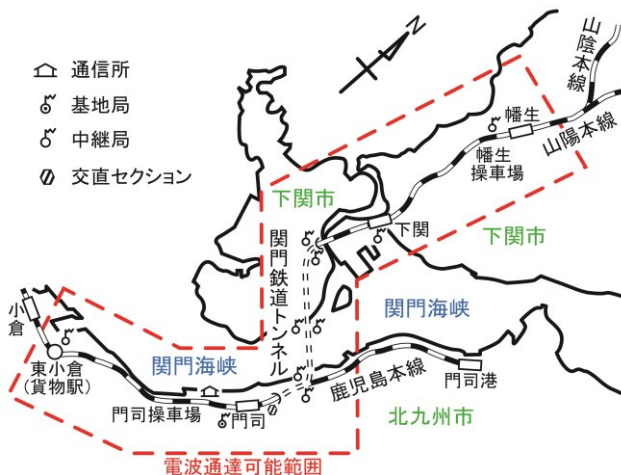 通信所
基地局
中継局
交直セクション
N
山陰本線
幡生
幡生
操車場
山陽本線
下関市
下関
下関市
関門鉄道トンネル
関門海峡
小倉
東小倉
(貨物駅)
関門海峡
鹿児島本線
門司港
門司操車場
門司
北九州市
電波通達可能範囲